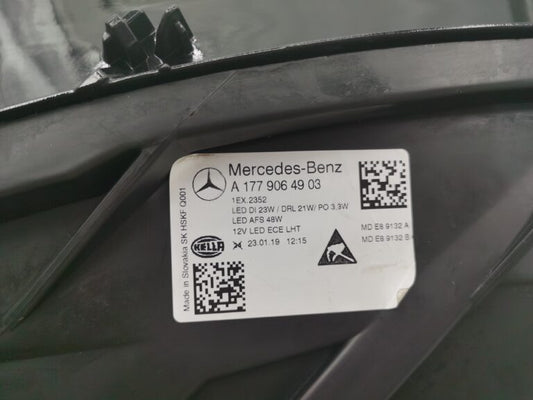 Mercedes-Benz
A 177 906 49 03
1EX.2352
LED DI 23W / DRL 21W/ PO 3,3W
LED AFS 48W
12V LED ECE LHT
HELLA
23.01.19 12:15
MD E8 9132 A
MD E8 9132 B
Made in Slovakia SK HSKF Q001